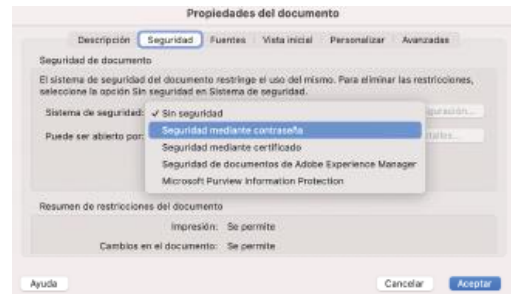 Propiedades del documento
Descripción Seguridad Fuentes Vista inicial Personalizar Avanzadas
Seguridad de documento
El sistema de seguridad del documento restringe el uso del mismo. Para eliminar las restricciones,
seleccione la opción Sin seguridad en Sistema de seguridad.
Sistema de seguridad: ✓ Sin seguridad
Seguridad mediante contraseña
Puede ser abierto por:
Seguridad mediante certificado
Seguridad de documentos de Adobe Experience Manager
Microsoft Purview Information Protection
Resumen de restricciones del documento
Impresión: Se permite
Cambios en el documento: Se permite
Ayuda Cancelar Aceptar